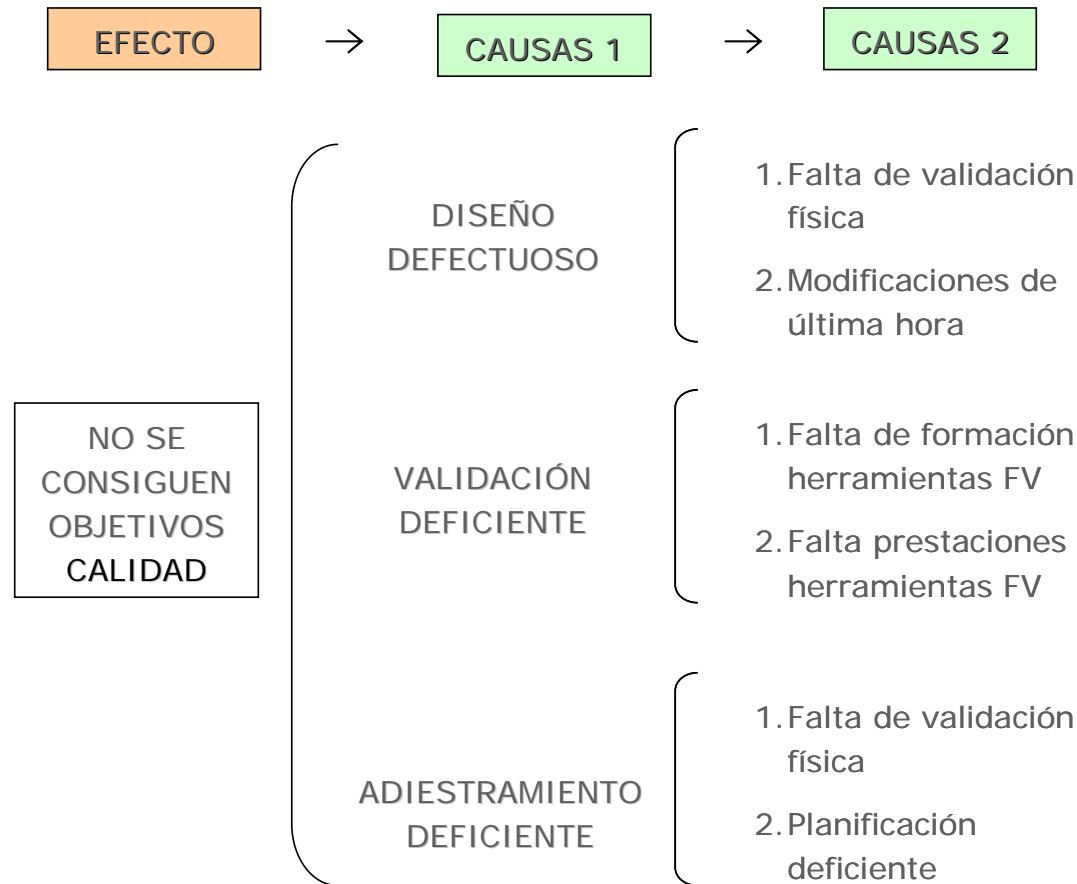 EFECTO → CAUSAS 1 → CAUSAS 2
DISEÑO
DEFECTUOSO
1. Falta de validación
física
2. Modificaciones de
última hora
NO SE
CONSIGUEN
OBJETIVOS
CALIDAD
VALIDACIÓN
DEFICIENTE
1. Falta de formación
herramientas FV
2. Falta prestaciones
herramientas FV
ADIESTRAMIENTO
DEFICIENTE
1. Falta de validación
física
2. Planificación
deficiente